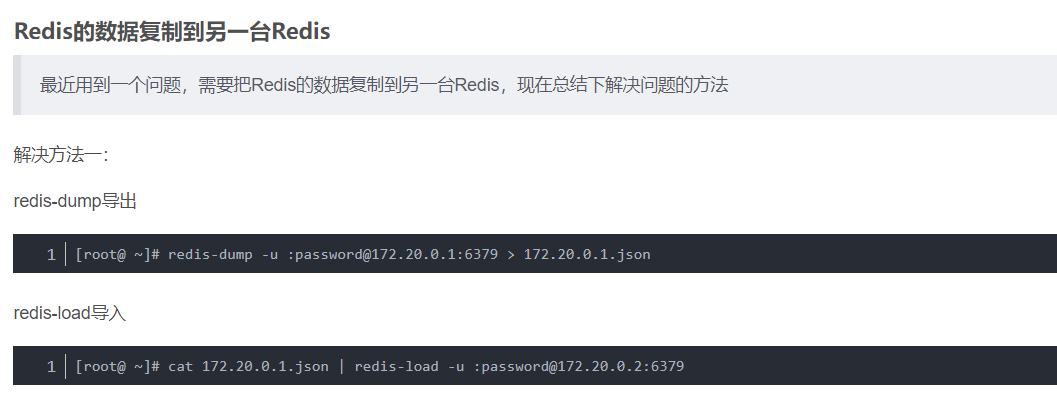 Redis的数据复制到另一台Redis
最近用到一个问题，需要把Redis的数据复制到另一台Redis，现在总结下解决问题的方法
解决方法一：
redis-dump导出
1 [root@ ~]# redis-dump -u :password@172.20.0.1:6379 > 172.20.0.1.json
redis-load导入
1 [root@ ~]# cat 172.20.0.1.json | redis-load -u :password@172.20.0.2:6379